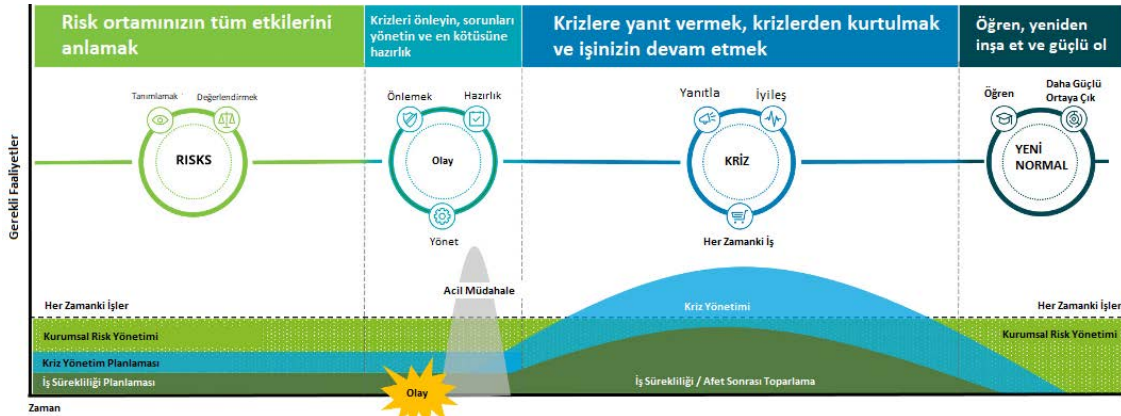 Risk ortamınızın tüm etkilerini
anlamak
Krizleri önleyin, sorunları
yönetin ve en kötüsüne
hazırlık
Krizlere yanıt vermek, krizlerden kurtulmak
ve işinizin devam etmek
Öğren, yeniden
inşa et ve güçlü ol
Tanımlamak
Değerlendirmek
RISKS
Önlemek
Hazırlık
Olay
Yönet
Yanıtla
İyileş
KRİZ
Her Zamanki İş
Öğren
Daha Güçlü
Ortaya Çık
YENİ
NORMAL
Gerekli Faaliyetler
Acil Müdahale
Her Zamanki İşler
Kriz Yönetimi
Her Zamanki İşler
Kurumsal Risk Yönetimi
Kurumsal Risk Yönetimi
Kriz Yönetim Planlaması
İş Sürekliliği Planlaması
Olay
İş Sürekliliği / Afet Sonrası Toparlama
Zaman